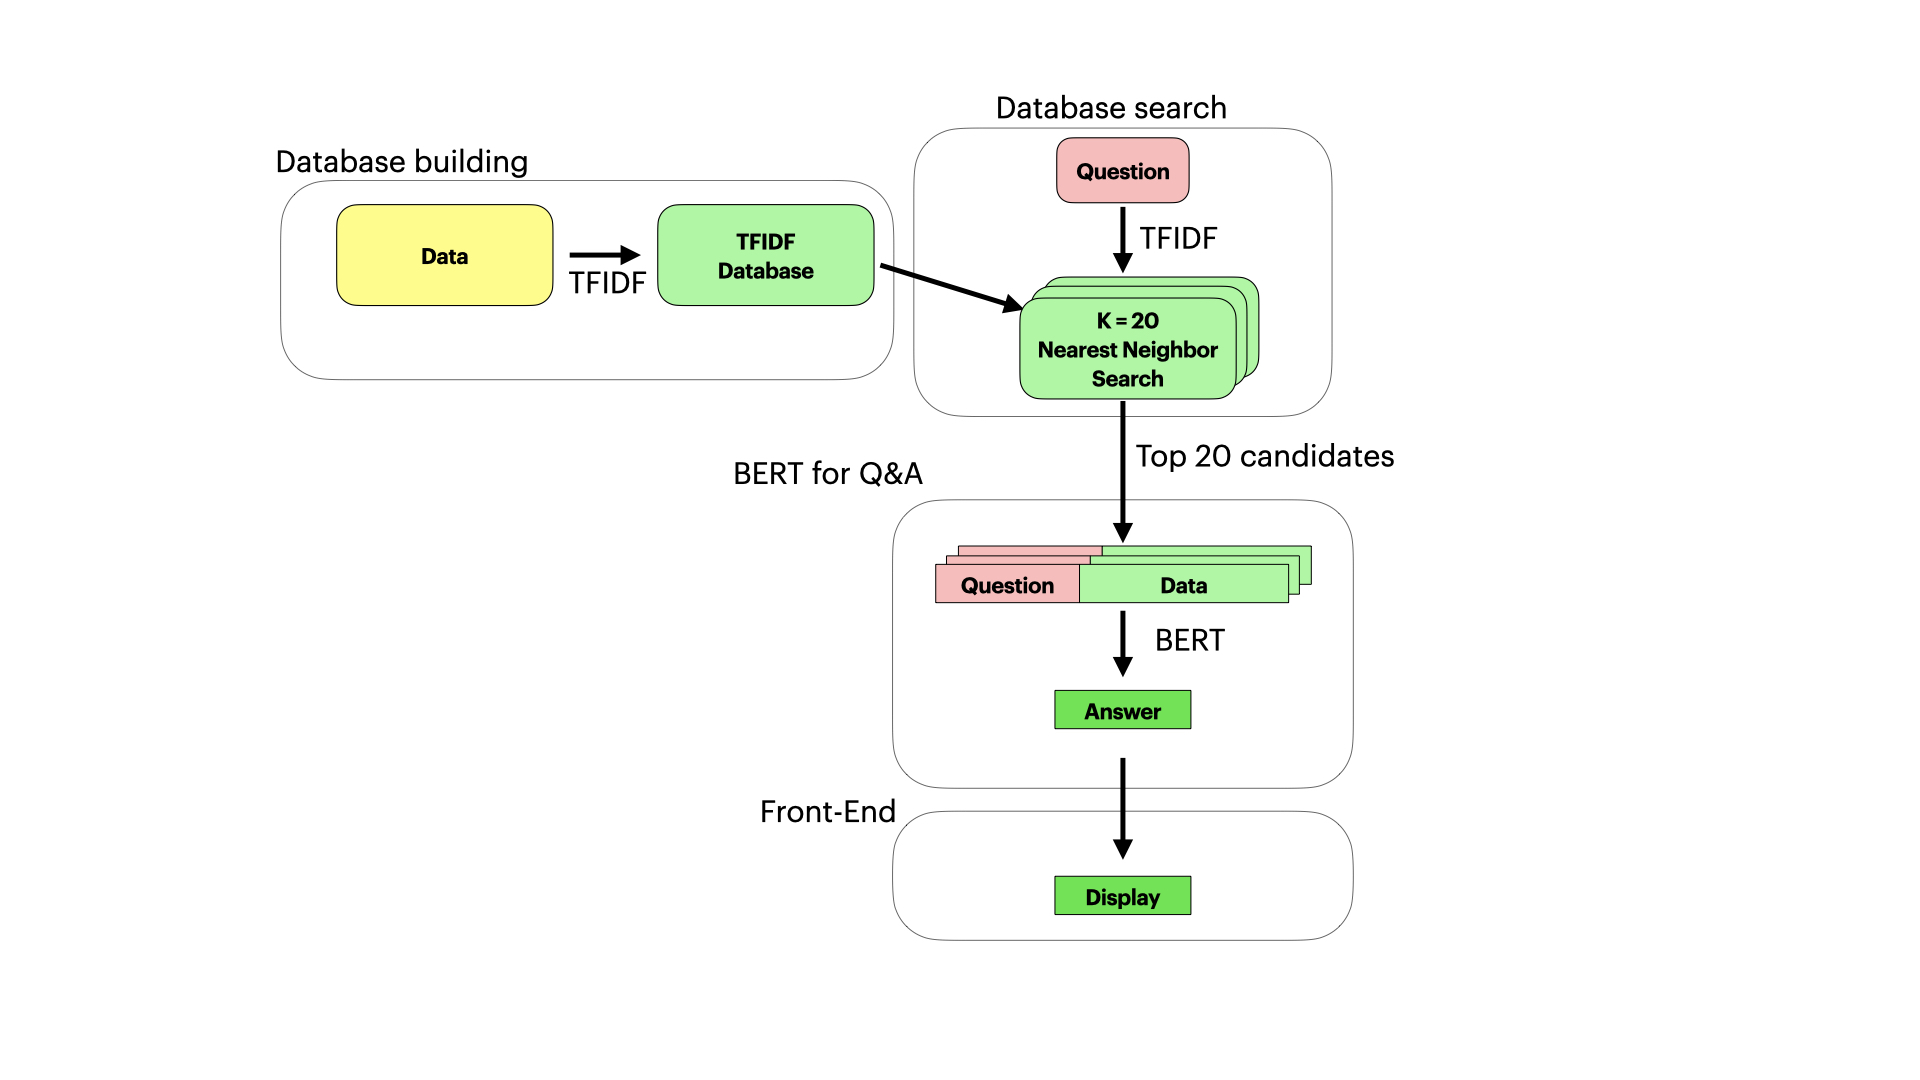 Database search
Question
Database building
TFIDF
Data
TFIDF
TFIDF
Database
K = 20
Nearest Neighbor
Search
Top 20 candidates
BERT for Q&A
Question
Data
BERT
Answer
Front-End
Display